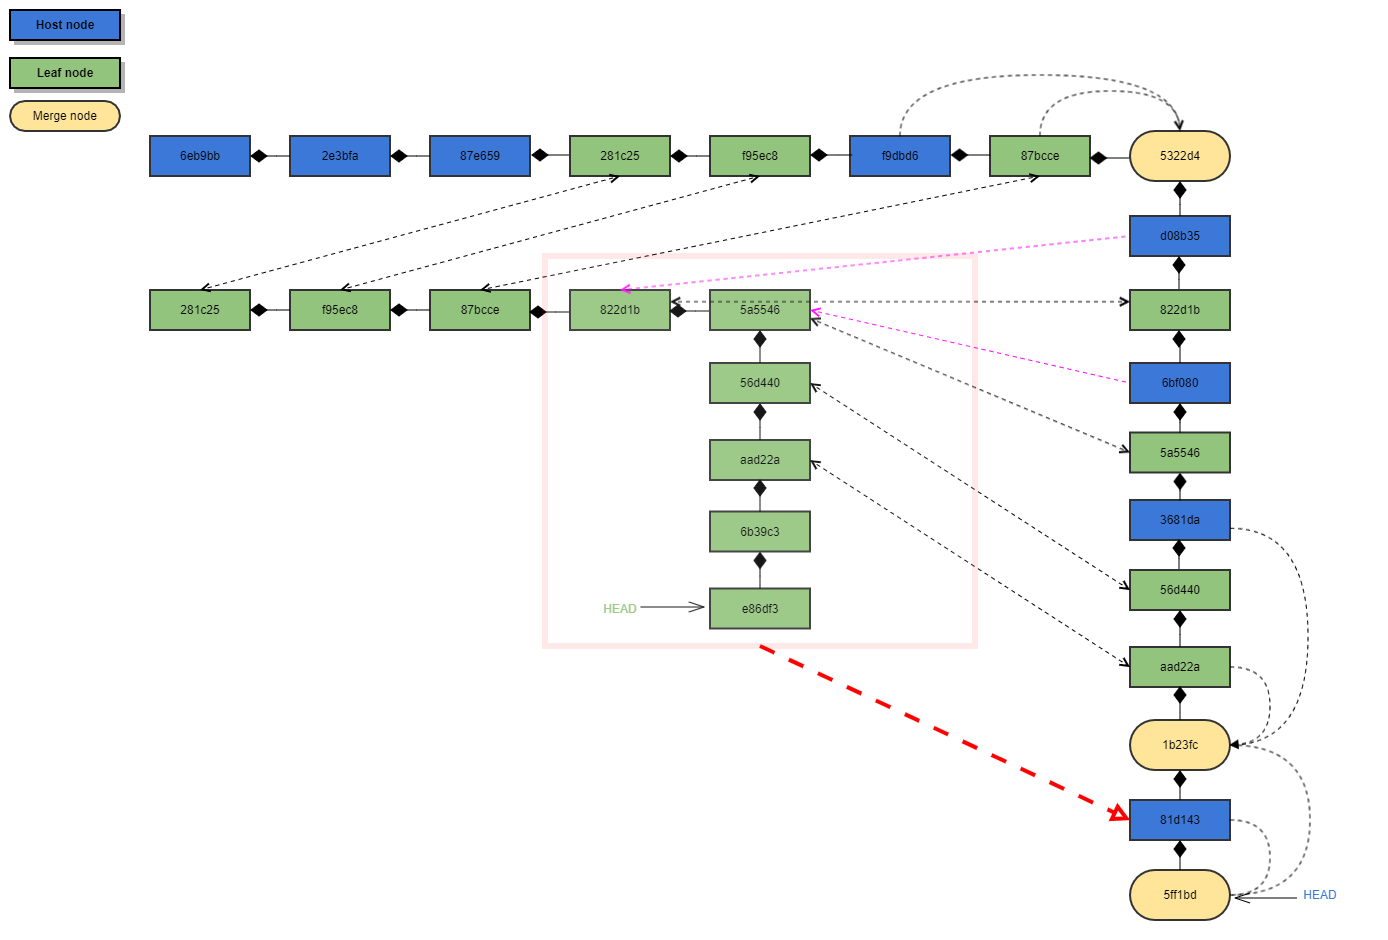 Host node
Leaf node
Merge node
6eb9bb
2e3bfa
87e659
281c25
f95ec8
f9dbd6
87bcce
5322d4
d08b35
281c25
f95ec8
87bcce
822d1b
5a5546
822d1b
56d440
6bf080
aad22a
5a5546
6b39c3
3681da
HEAD
e86df3
56d440
aad22a
1b23fc
81d143
5ff1bd
HEAD